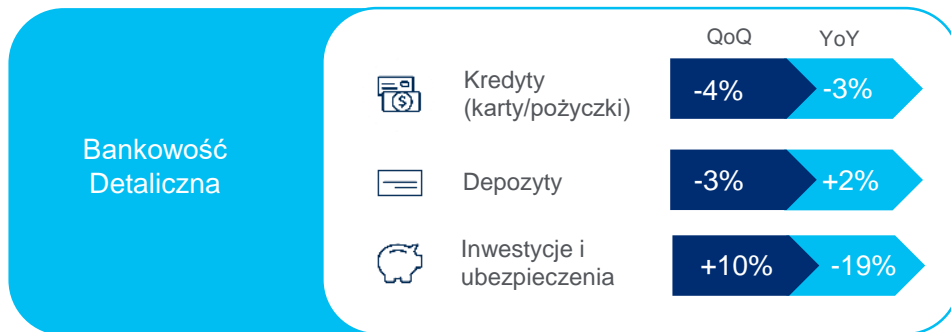 Bankowość
Detaliczna
QoQ YoY
Kredyty
(karty/pożyczki)
-4% -3%
Depozyty
-3% +2%
Inwestycje i
ubezpieczenia
+10% -19%